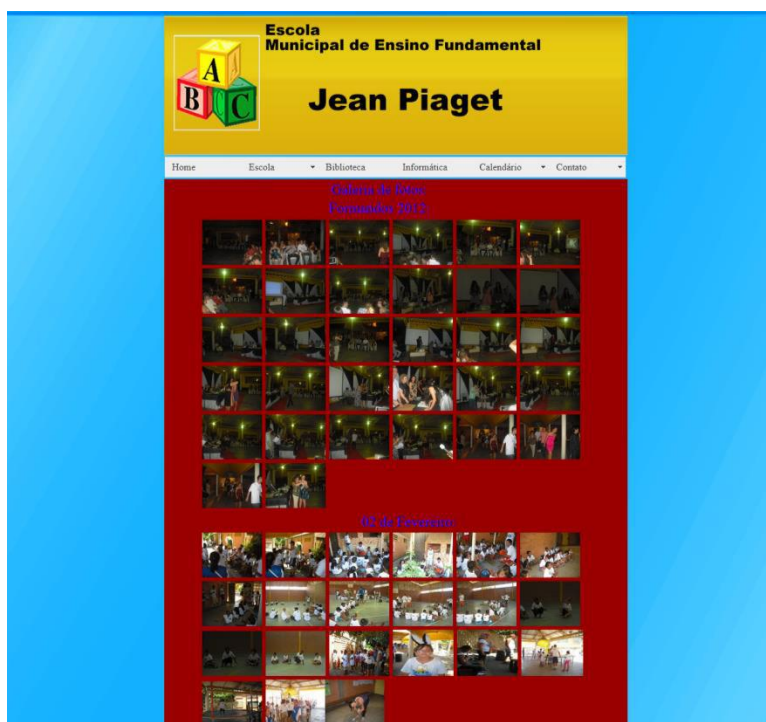 Escola
Municipal de Ensino Fundamental
Jean Piaget
A
A
B
C
C
Home Escola Biblioteca Informática Calendário Contato
Galeria de fotos
2012
02 de Fevereiro